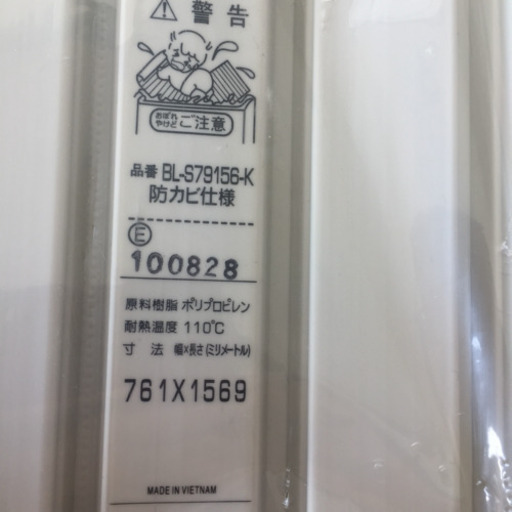 警告
おぼれ
やけど ご注意
品番 BL-S79156-K
防カビ仕様
E
100828
原料樹脂 ポリプロピレン
耐熱温度 110℃
寸法 幅×長さ(ミリメートル)
761X1569
MADE IN VIETNAM